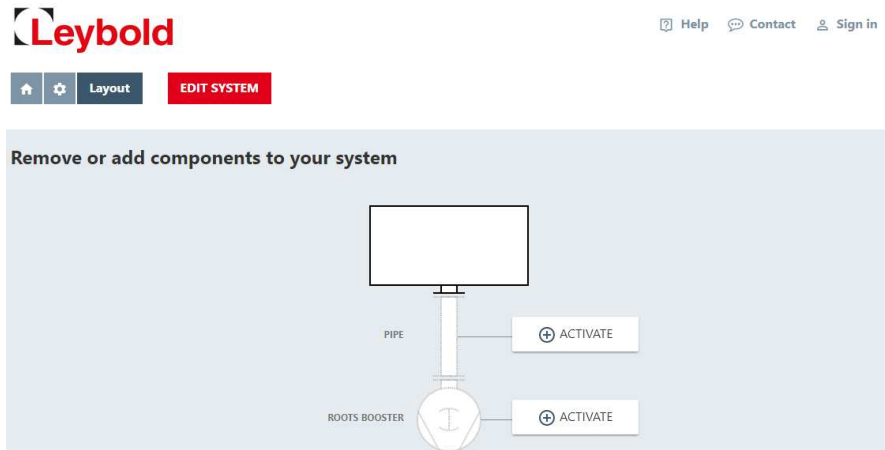 Leybold
Help Contact Sign in
Layout EDIT SYSTEM
Remove or add components to your system
PIPE ACTIVATE
ROOTS BOOSTER ACTIVATE